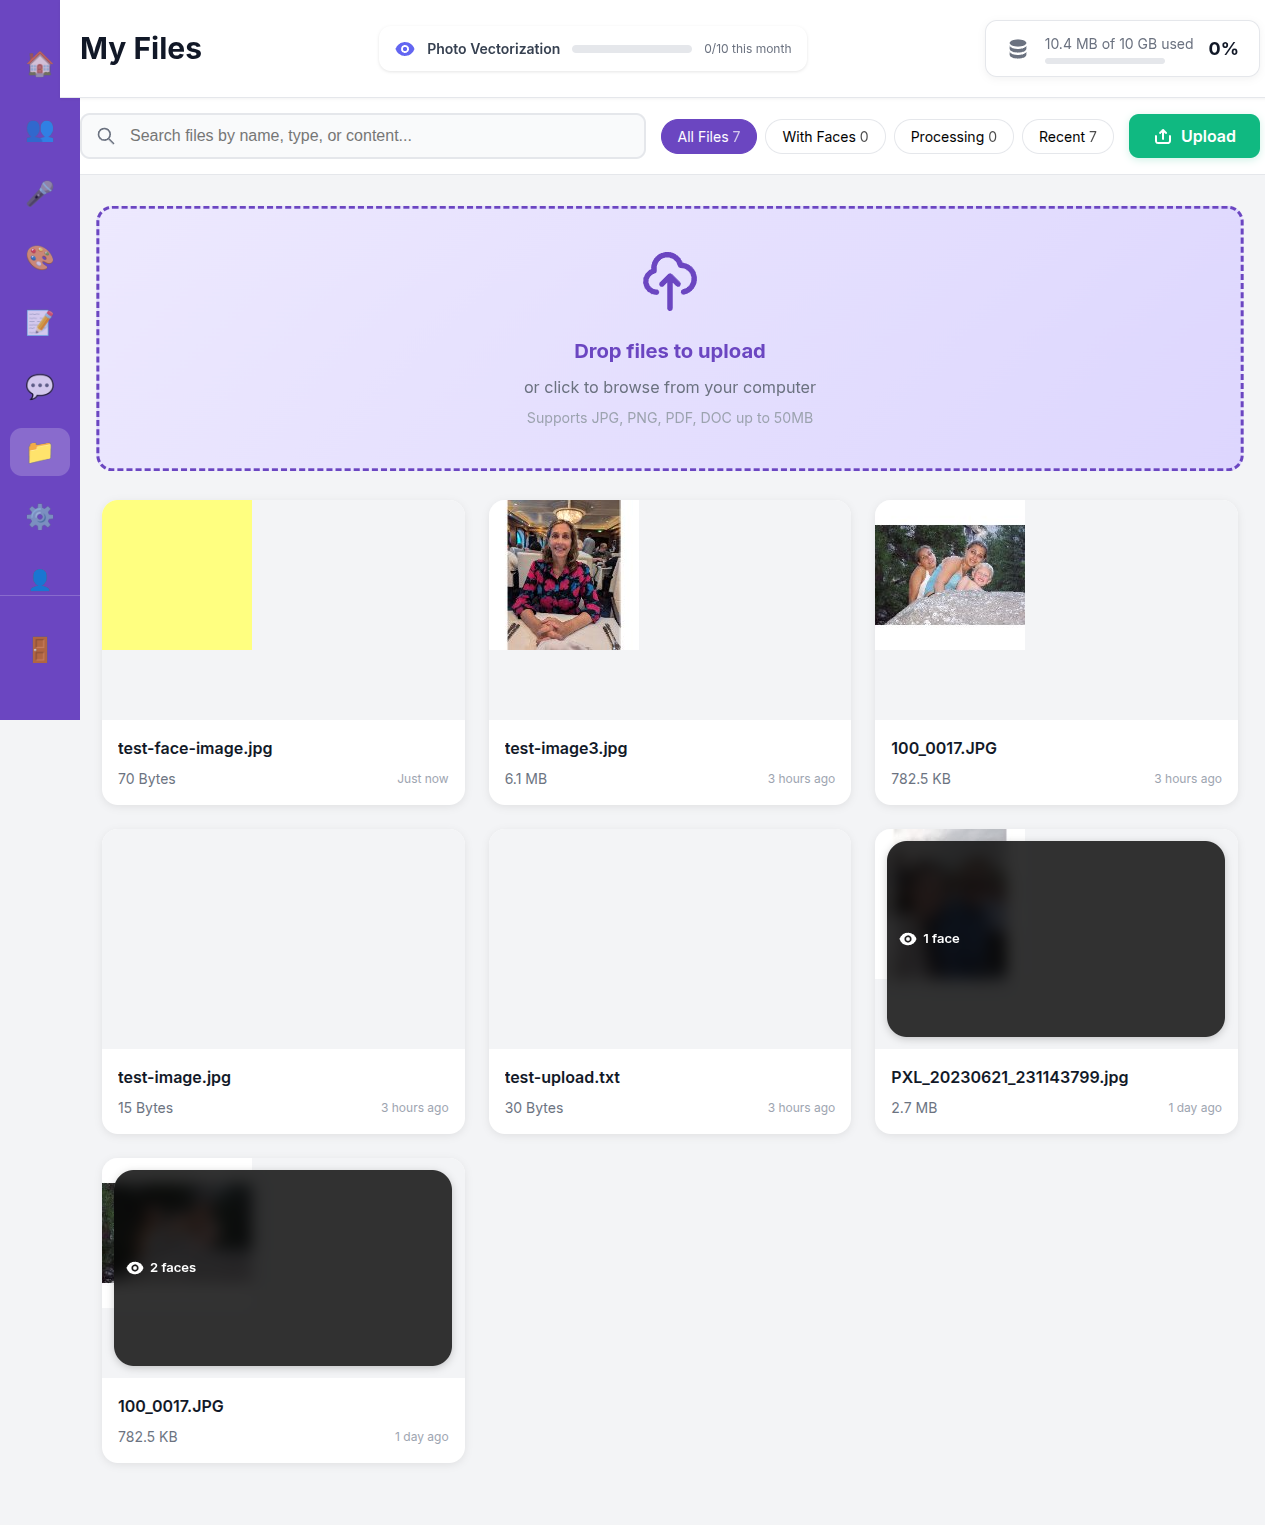 My Files
Photo Vectorization
0/10 this month
10.4 MB of 10 GB used
0%
Search files by name, type, or content...
All Files 7
With Faces 0
Processing 0
Recent 7
Upload
Drop files to upload
or click to browse from your computer
Supports JPG, PNG, PDF, DOC up to 50MB
test-face-image.jpg
70 Bytes
Just now
test-image3.jpg
6.1 MB
3 hours ago
100_0017.JPG
782.5 KB
3 hours ago
test-image.jpg
15 Bytes
3 hours ago
test-upload.txt
30 Bytes
3 hours ago
1 face
PXL_20230621_231143799.jpg
2.7 MB
1 day ago
2 faces
100_0017.JPG
782.5 KB
1 day ago